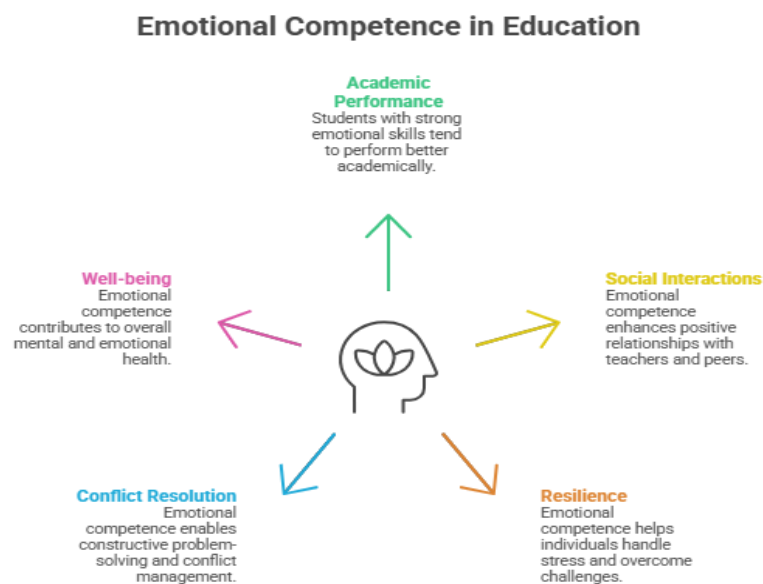 Emotional Competence in Education
Academic
Performance
Students with strong
emotional skills tend
to perform better
academically.
Well-being
Emotional
competence
contributes to overall
mental and emotional
health.
Social Interactions
Emotional
competence
enhances positive
relationships with
teachers and peers.
Conflict Resolution
Emotional
competence enables
constructive problem-
solving and conflict
management.
Resilience
Emotional
competence helps
individuals handle
stress and overcome
challenges.